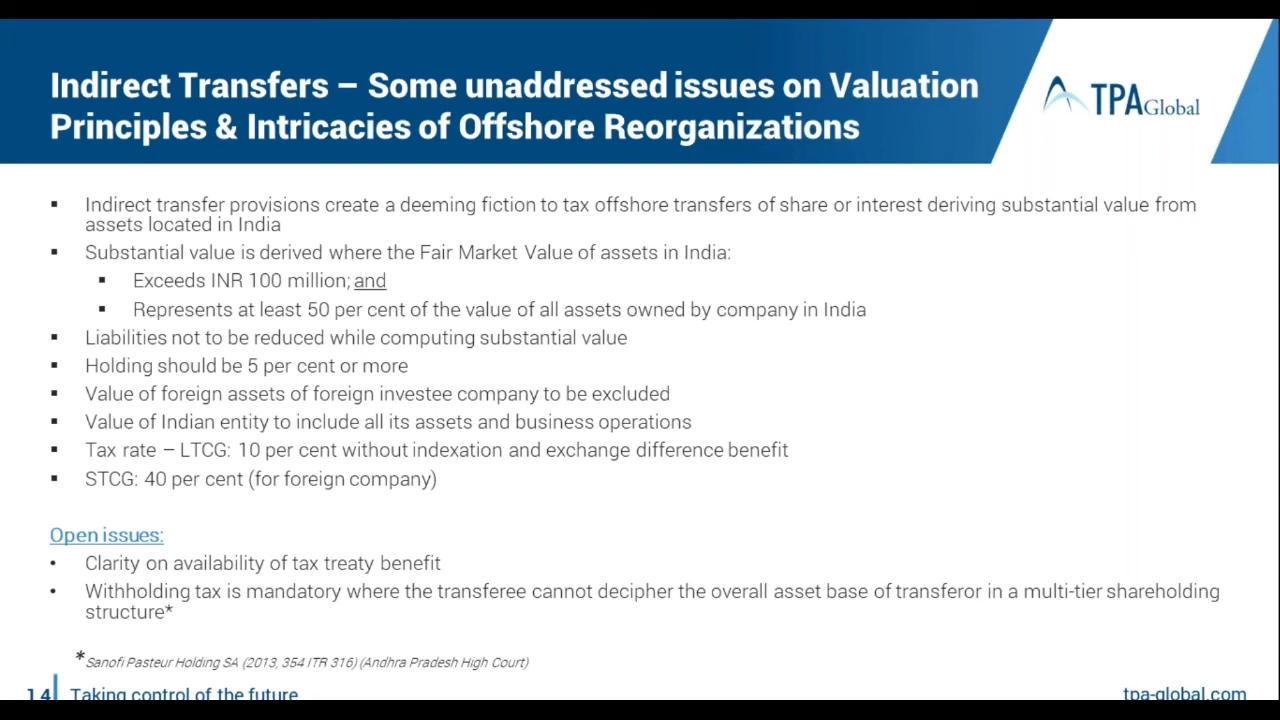 Indirect Transfers – Some unaddressed issues on Valuation
Principles & Intricacies of Offshore Reorganizations
TPA Global
▪ Indirect transfer provisions create a deeming fiction to tax offshore transfers of share or interest deriving substantial value from
assets located in India
▪ Substantial value is derived where the Fair Market Value of assets in India:
▪ Exceeds INR 100 million; and
▪ Represents at least 50 per cent of the value of all assets owned by company in India
▪ Liabilities not to be reduced while computing substantial value
▪ Holding should be 5 per cent or more
▪ Value of foreign assets of foreign investee company to be excluded
▪ Value of Indian entity to include all its assets and business operations
▪ Tax rate – LTCG: 10 per cent without indexation and exchange difference benefit
▪ STCG: 40 per cent (for foreign company)
Open issues:
• Clarity on availability of tax treaty benefit
• Withholding tax is mandatory where the transferee cannot decipher the overall asset base of transferor in a multi-tier shareholding
structure*
* Sanofi Pasteur Holding SA (2013, 354 ITR 316) (Andhra Pradesh High Court)
14 Taking control of the future
tpa-global.com